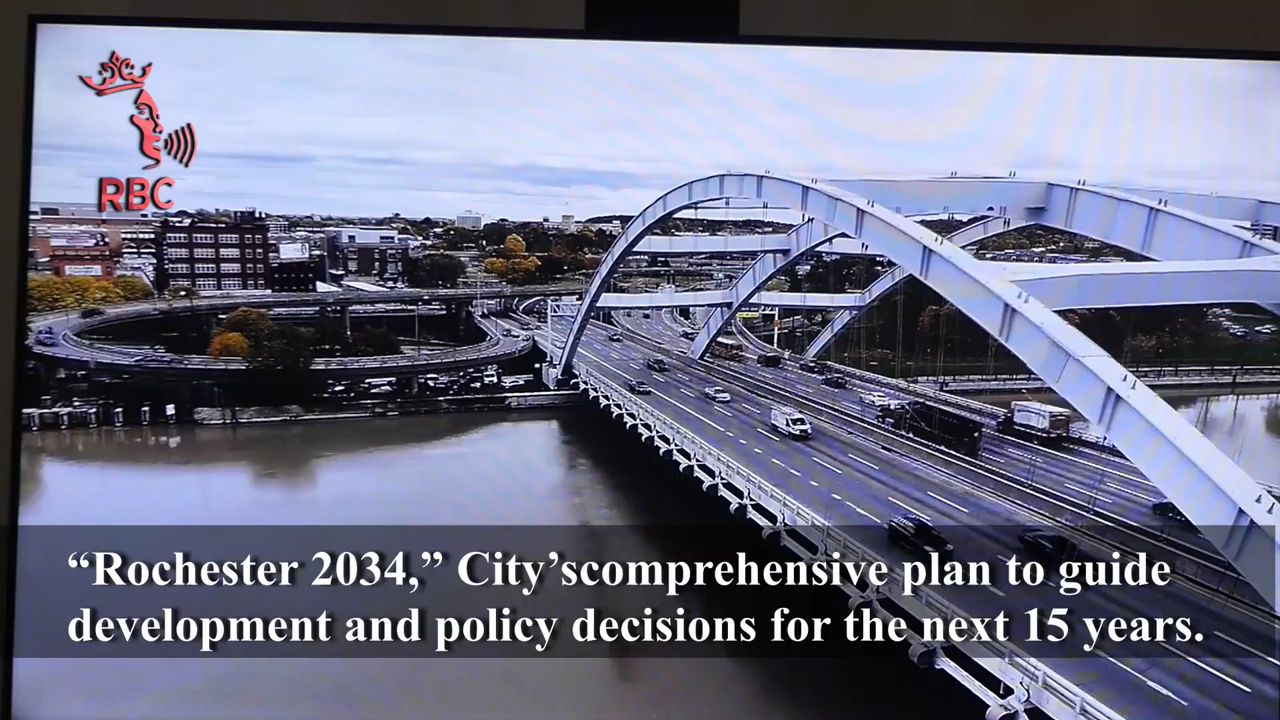 RBC
“Rochester 2034,” City’scomprehensive plan to guide
development and policy decisions for the next 15 years.